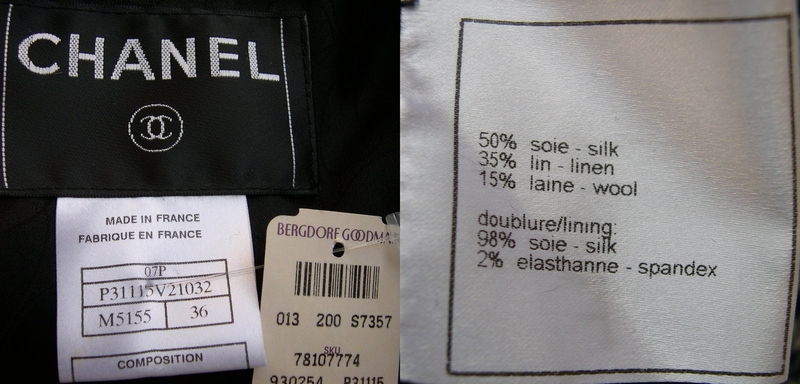 CHANEL
MADE IN FRANCE
FABRIQUE EN FRANCE
07P
P31115V21032
M5155 36
COMPOSITION
BERGDORF GOODMA
013 200 S7357
SKU
78107774
930254 P31115
50% soie - silk
35% lin - linen
15% laine - wool
doublure/lining:
98% soie - silk
2% elasthanne - spandex